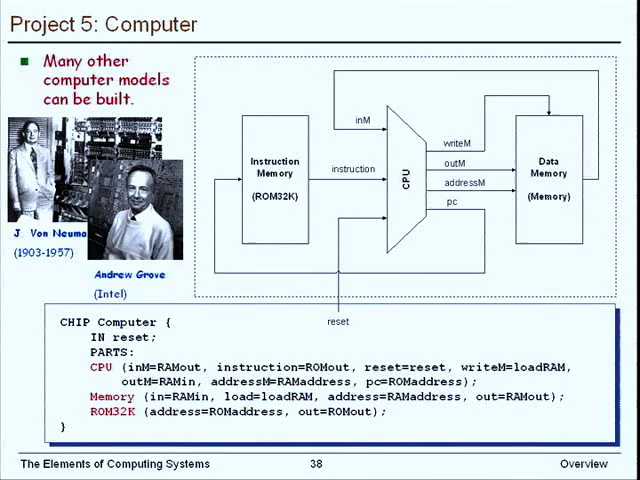 Project 5: Computer
Many other
computer models
can be built.
J. Von Neuma
(1903-1957)
Andrew Grove
(Intel)
inM
Instruction
Memory
(ROM32K)
instruction
CPU
writeM
outM
addressM
pc
Data
Memory
(Memory)
reset
CHIP Computer {
IN reset;
PARTS:
CPU (inM=RAMout, instruction=ROMout, reset=reset, writeM=loadRAM,
outM=RAMin, addressM=RAMaddress, pc=ROMaddress);
Memory (in=RAMin, load=loadRAM, address=RAMaddress, out=RAMout);
ROM32K (address=ROMaddress, out=ROMout);
}
The Elements of Computing Systems
38
Overview